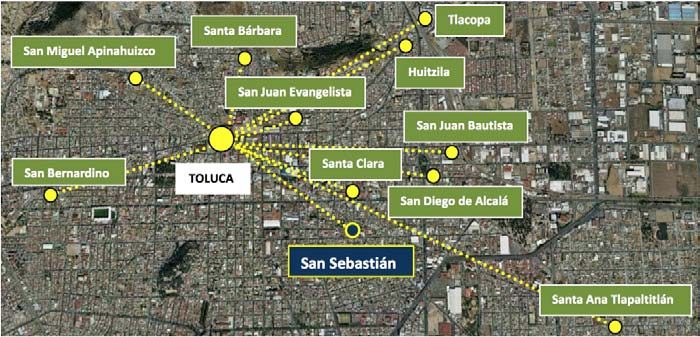 Tlacopa
Santa Bárbara
San Miguel Apinahuizco
Huitzila
San Juan Evangelista
San Juan Bautista
Santa Clara
San Bernardino
TOLUCA
San Diego de Alcalá
San Sebastián
Santa Ana Tlapaltitlán